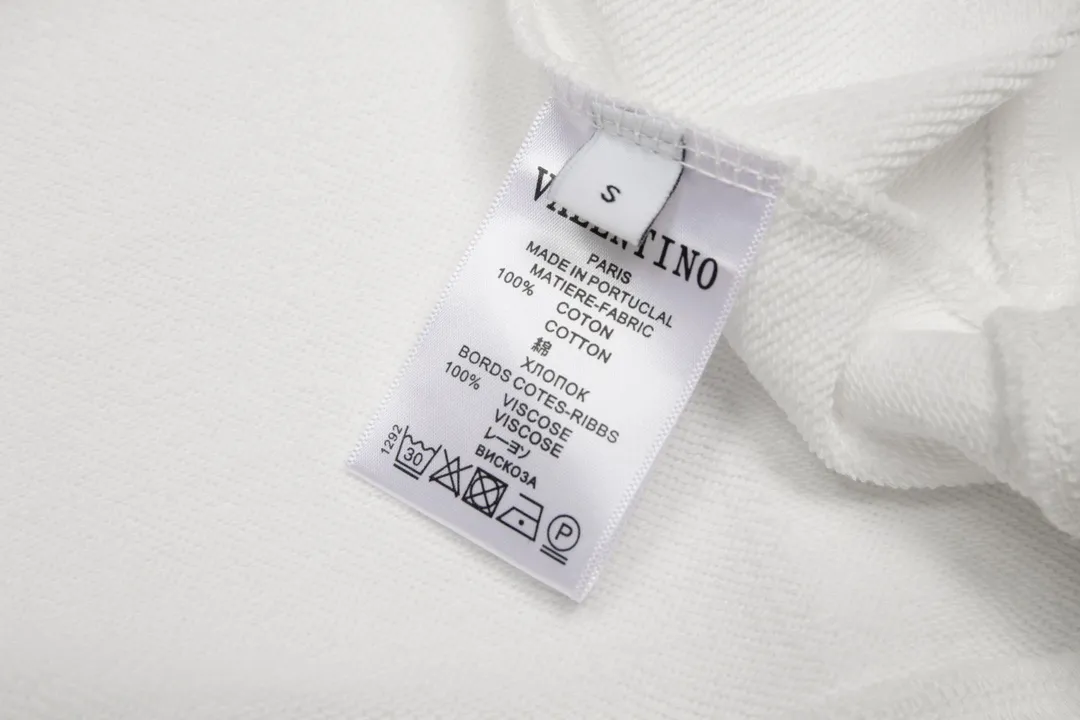 S
VALENTINO
PARIS
MADE IN PORTUCLAL
MATIERE-FABRIC
100% COTON
COTTON
綿
ХЛОПОК
BORDS COTES-RIBBS
100% VISCOSE
VISCOSE
レーヨン
ВИСКОЗА
1292
30
P